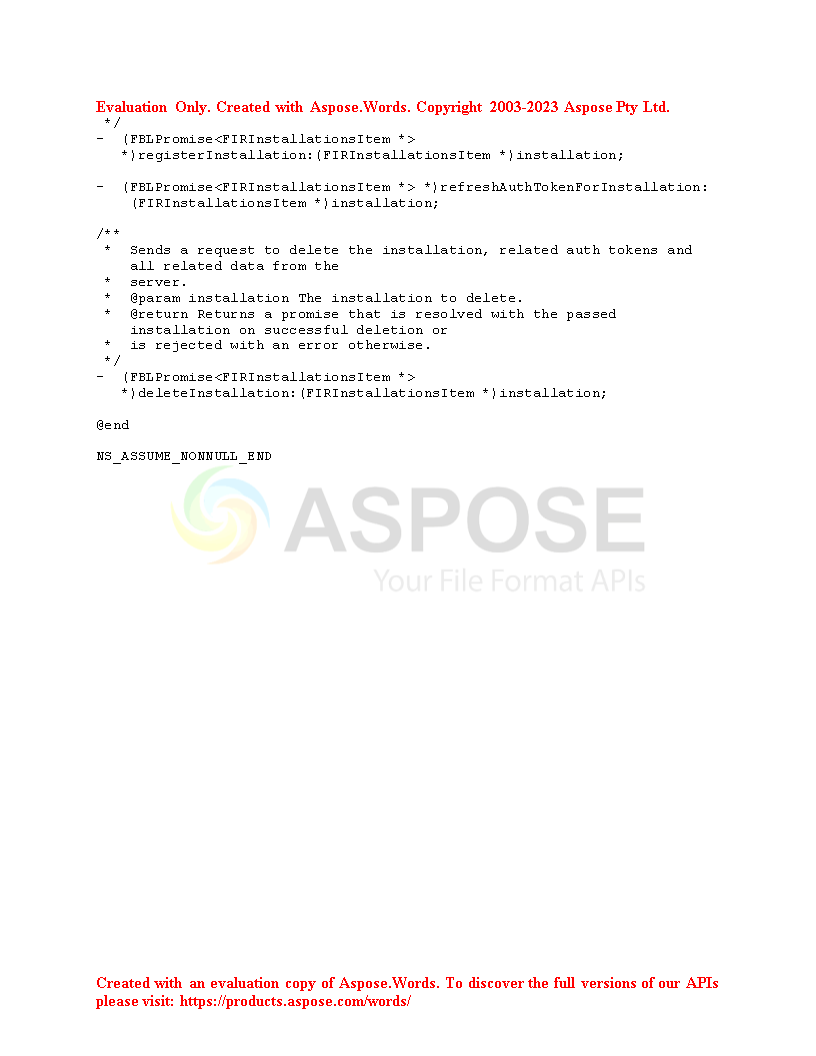 Evaluation Only. Created with Aspose.Words. Copyright 2003-2023 Aspose Pty Ltd.
 */
- (FBLPromise<FIRInstallationsItem *>
*)registerInstallation:(FIRInstallationsItem *)installation;
- (FBLPromise<FIRInstallationsItem *> *)refreshAuthTokenForInstallation:
(FIRInstallationsItem *)installation;
/**
 * Sends a request to delete the installation, related auth tokens and
all related data from the
 * server.
 * @param installation The installation to delete.
 * @return Returns a promise that is resolved with the passed
installation on successful deletion or
 * is rejected with an error otherwise.
 */
- (FBLPromise<FIRInstallationsItem *>
*)deleteInstallation:(FIRInstallationsItem *)installation;
@end
NS_ASSUME_NONNULL_END
ASPOSE
Your File Format APIs
Created with an evaluation copy of Aspose.Words. To discover the full versions of our APIs
please visit: https://products.aspose.com/words/